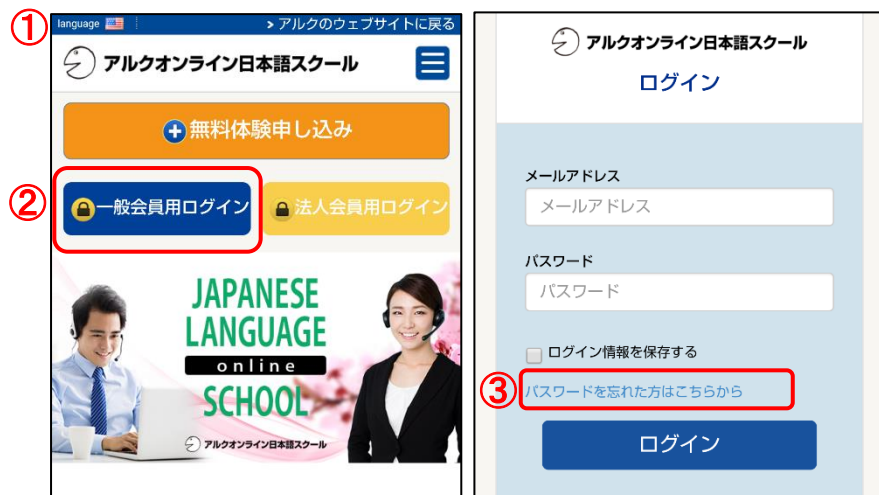 ①
language
> アルクのウェブサイトに戻る
アルクオンライン日本語スクール
無料体験申し込み
②
一般会員用ログイン
法人会員用ログイン
JAPANESE
LANGUAGE
online
SCHOOL
アルクオンライン日本語スクール
アルクオンライン日本語スクール
ログイン
メールアドレス
メールアドレス
パスワード
パスワード
ログイン情報を保存する
③
パスワードを忘れた方はこちらから
ログイン